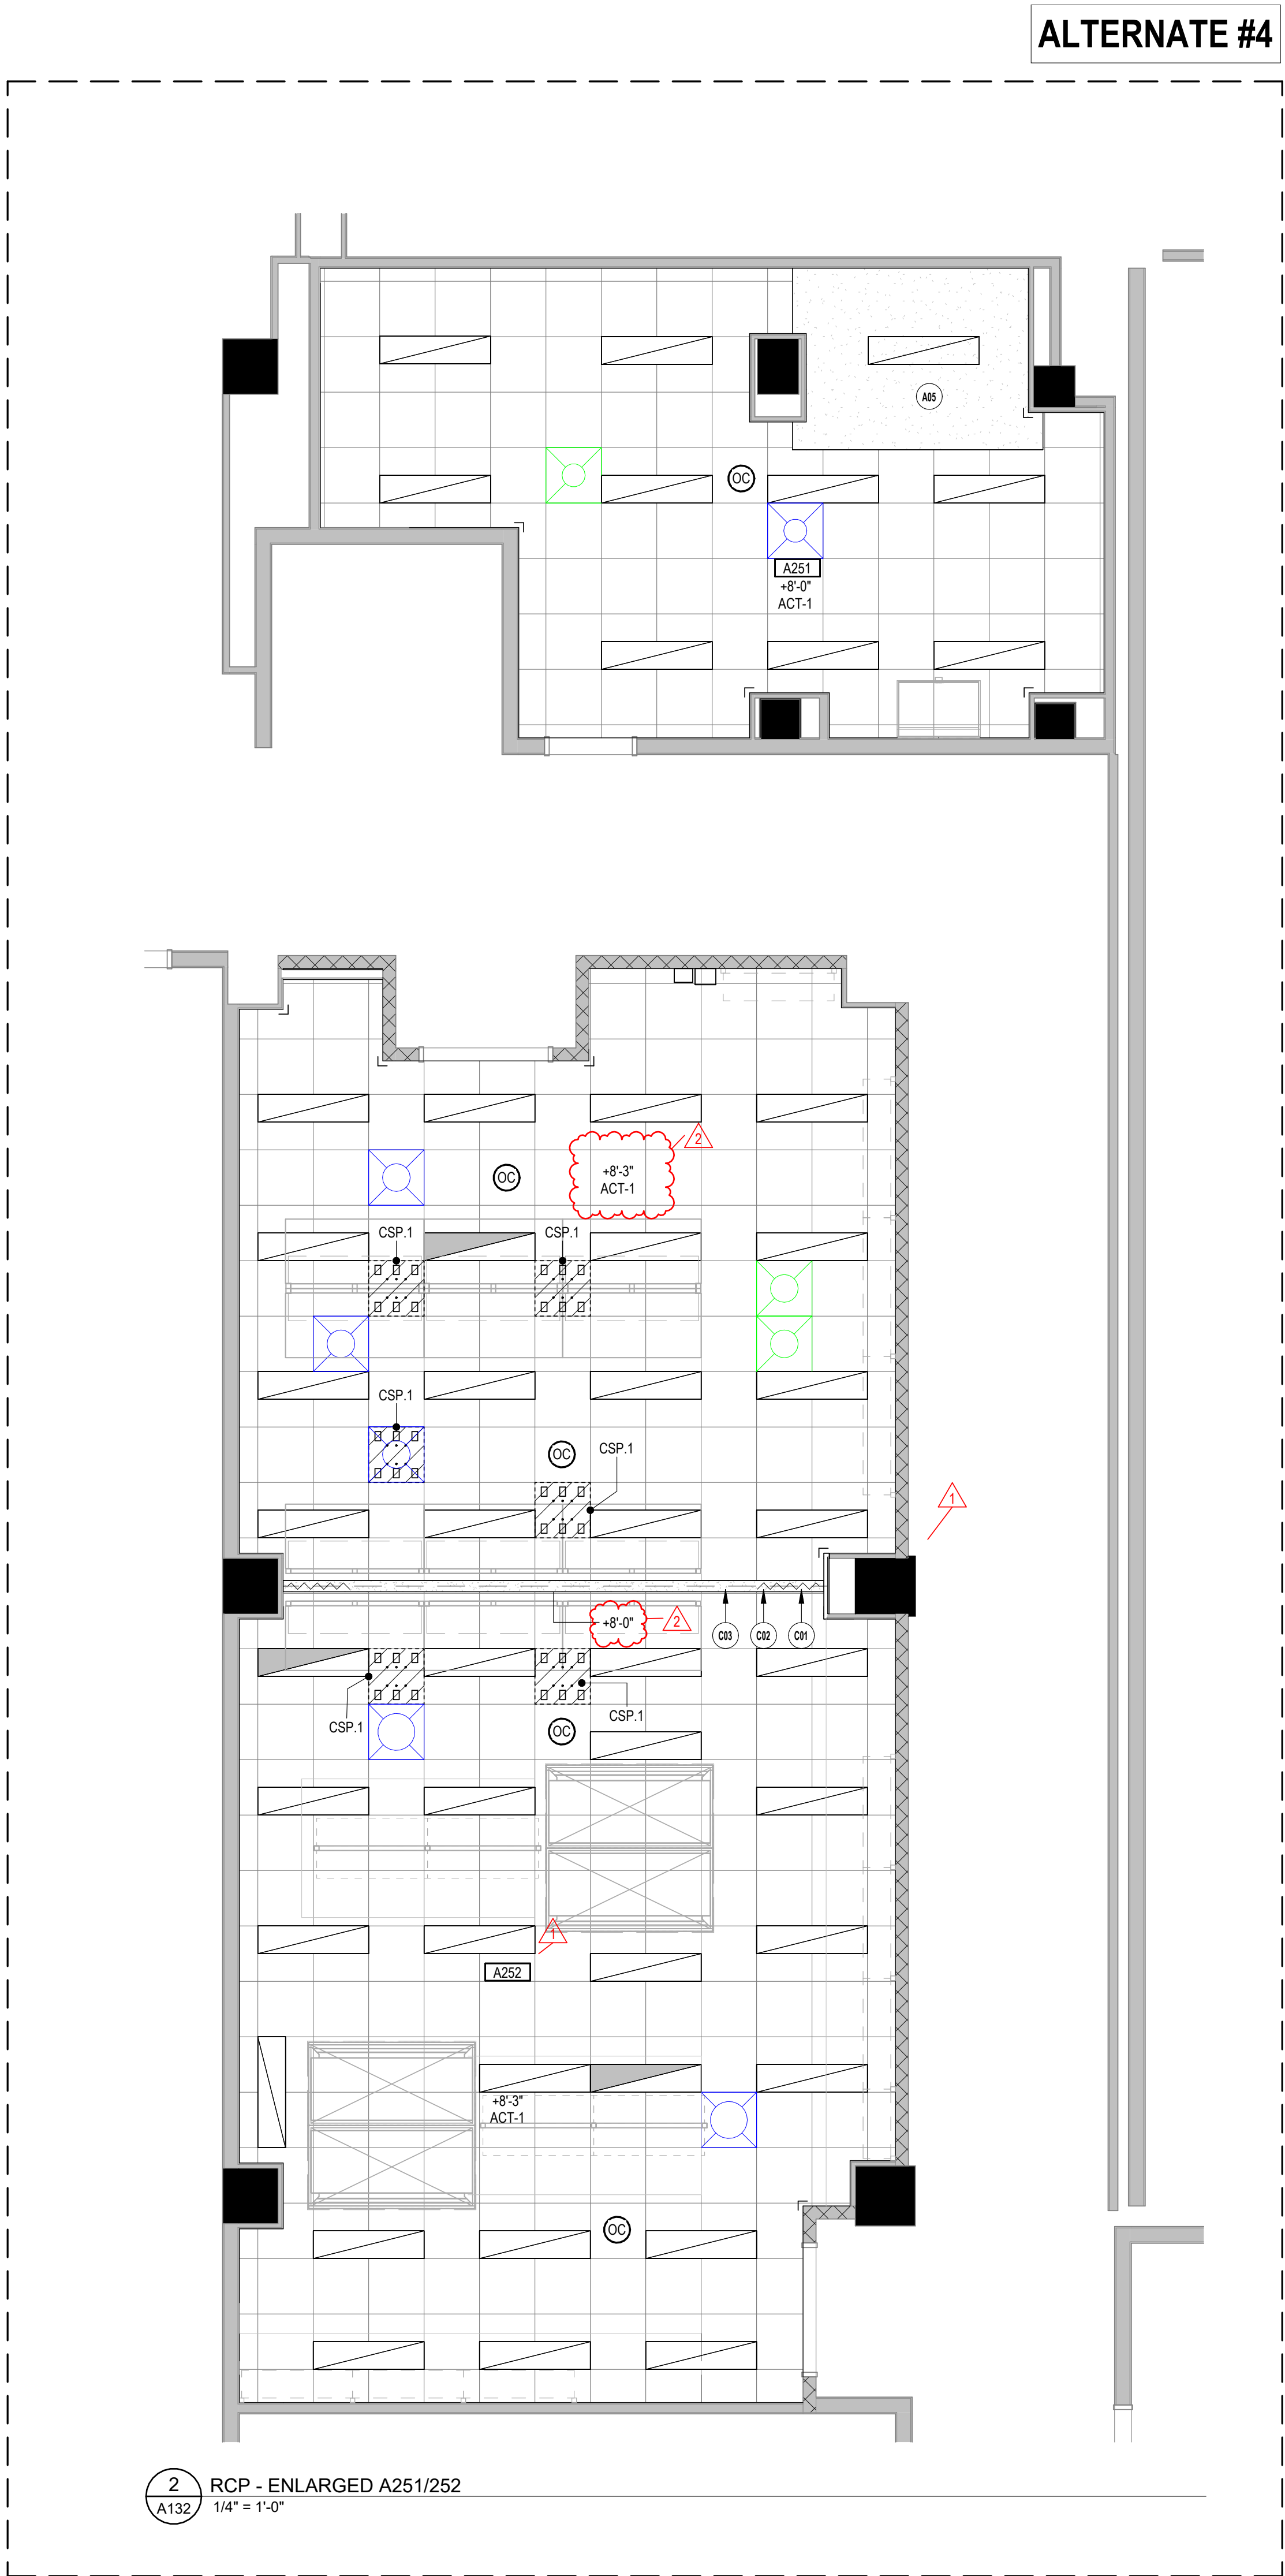 ALTERNATE #4
A05
OC
A251
+8'-0"
ACT-1
2
+8'-3"
ACT-1
OC
CSP.1
CSP.1
CSP.1
OC
CSP.1
1
+8'-0"
2
C03
C02
C01
CSP.1
CSP.1
OC
1
A252
+8'-3"
ACT-1
OC
2
A132
RCP - ENLARGED A251/252
1/4" = 1'-0"